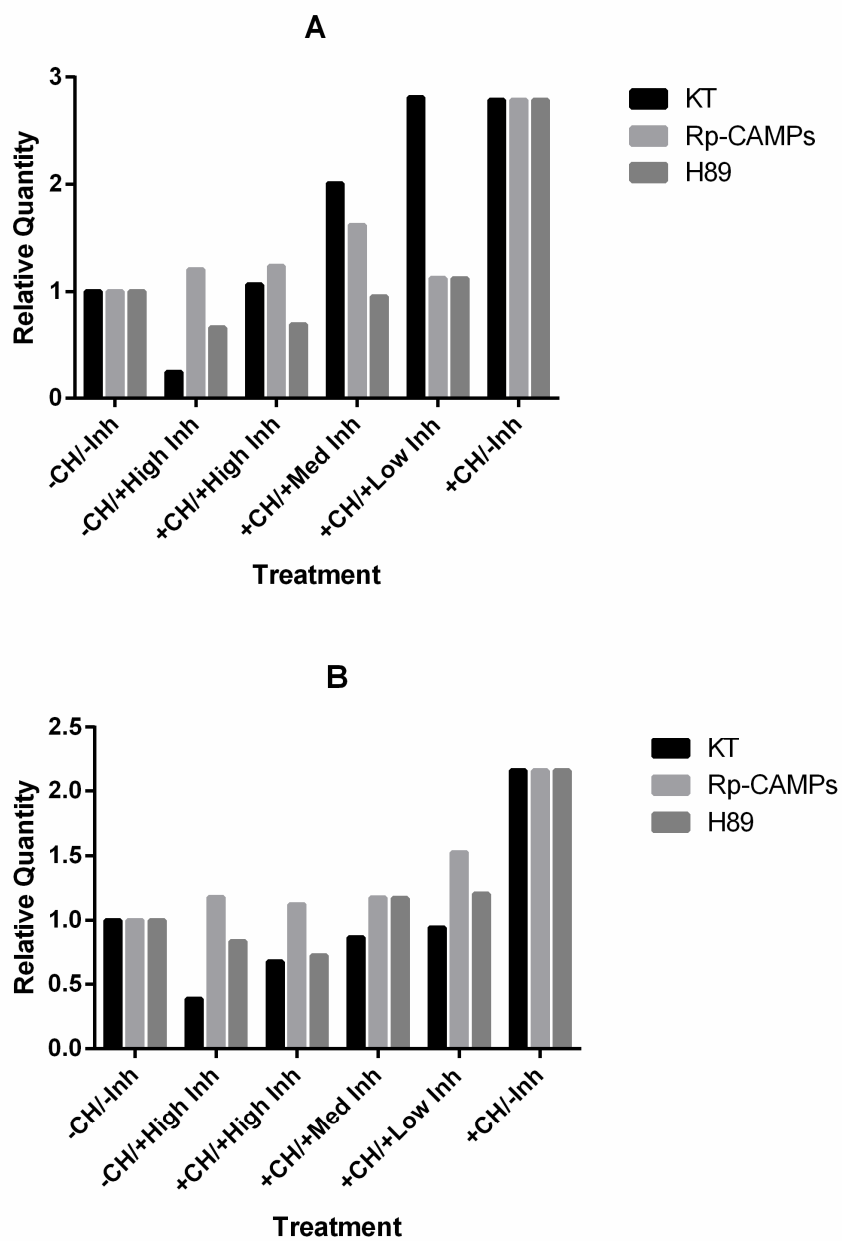 A
3
2
1
0
Relative Quantity
KT
Rp-CAMPs
H89
-CH/-Inh
-CH/+High Inh
+CH/+High Inh
+CH/+Med Inh
+CH/+Low Inh
+CH/-Inh
Treatment
B
2.5
2.0
1.5
1.0
0.5
0.0
Relative Quantity
KT
Rp-CAMPs
H89
-CH/-Inh
-CH/+High Inh
+CH/+High Inh
+CH/+Med Inh
+CH/+Low Inh
+CH/-Inh
Treatment